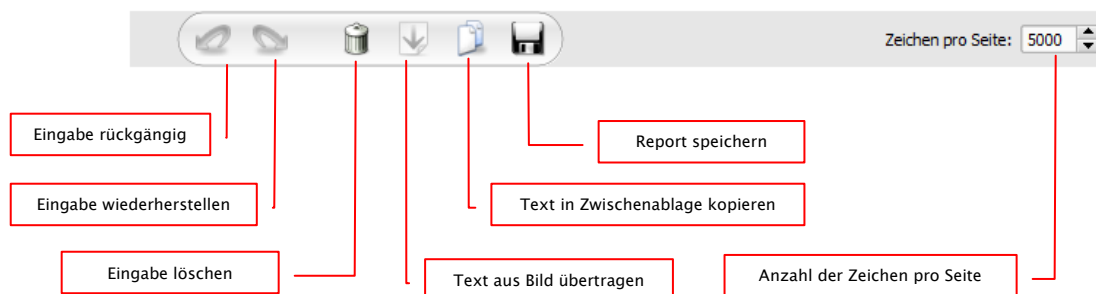 Zeichen pro Seite: 5000
Eingabe rückgängig
Report speichern
Eingabe wiederherstellen
Text in Zwischenablage kopieren
Eingabe löschen
Text aus Bild übertragen
Anzahl der Zeichen pro Seite